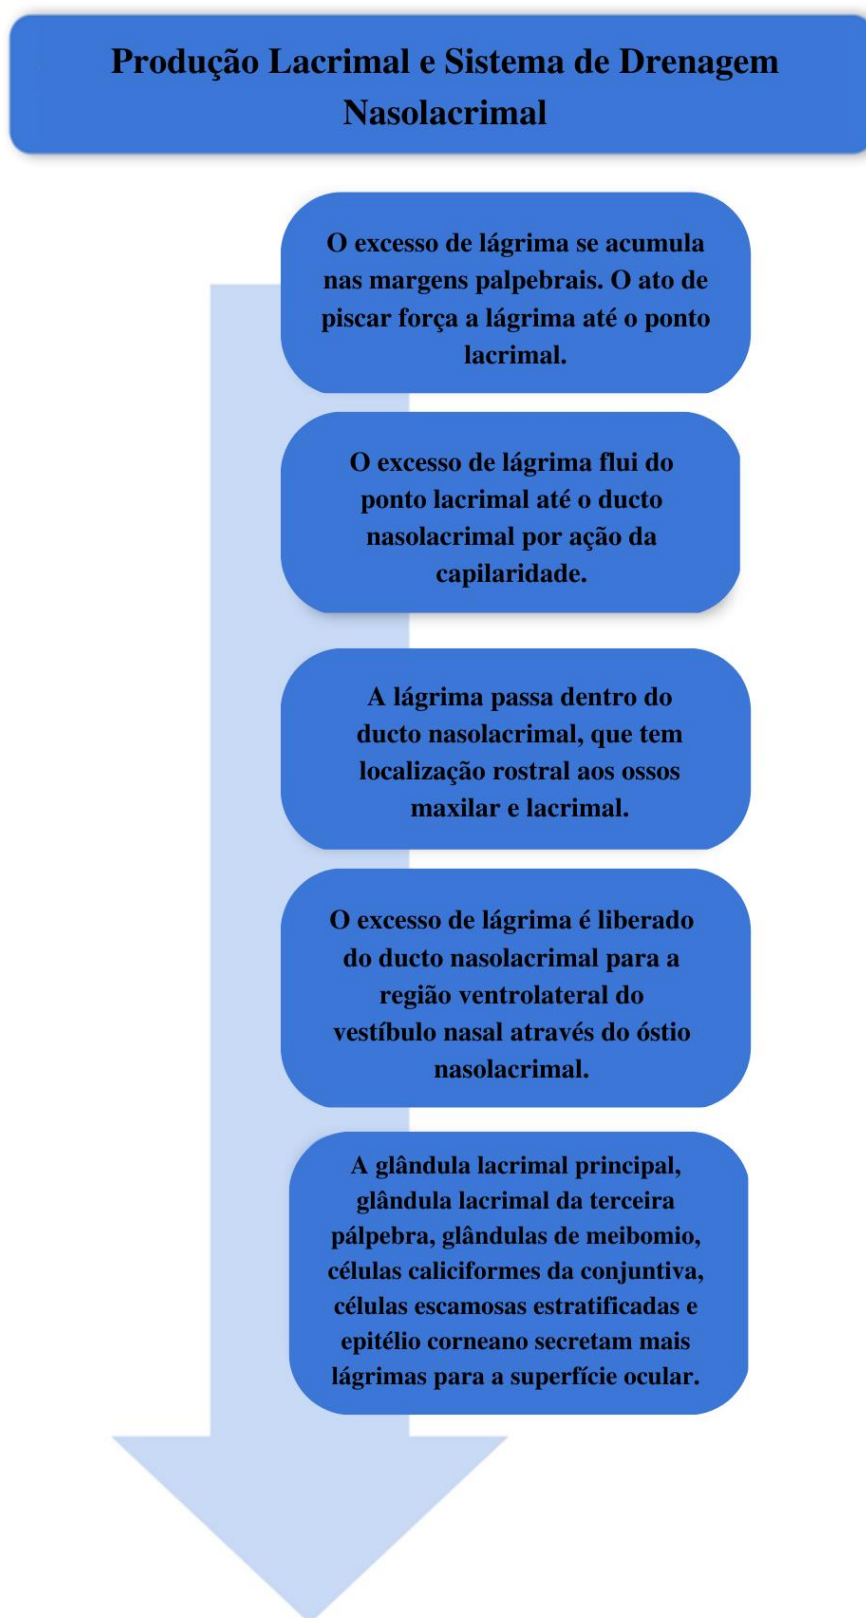 Produção Lacrimal e Sistema de Drenagem
Nasolacrimal
O excesso de lágrima se acumula
nas margens palpebrais. O ato de
piscar força a lágrima até o ponto
lacrimal.
O excesso de lágrima flui do
ponto lacrimal até o ducto
nasolacrimal por ação da
capilaridade.
A lágrima passa dentro do
ducto nasolacrimal, que tem
localização rostral aos ossos
maxilar e lacrimal.
O excesso de lágrima é liberado
do ducto nasolacrimal para a
região ventrolateral do
vestíbulo nasal através do óstio
nasolacrimal.
A glândula lacrimal principal,
glândula lacrimal da terceira
pálpebra, glândulas de meibomio,
células caliciformes da conjuntiva,
células escamosas estratificadas e
epitélio corneano secretam mais
lágrimas para a superfície ocular.